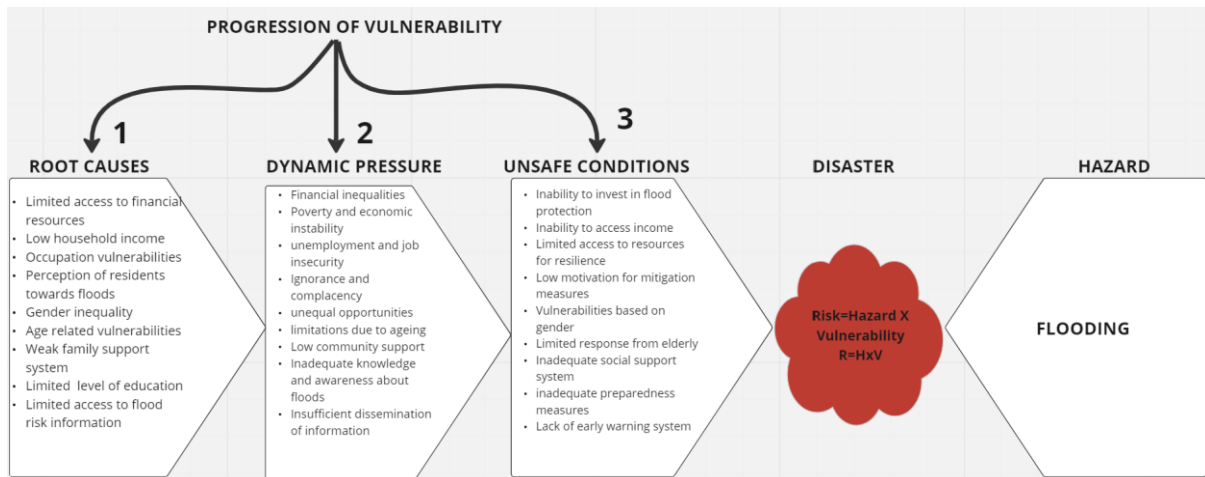 PROGRESSION OF VULNERABILITY
1
2
3
ROOT CAUSES
• Limited access to financial
resources
• Low household income
• Occupation vulnerabilities
• Perception of residents
towards floods
• Gender inequality
• Age related vulnerabilities
• Weak family support
system
• Limited level of education
• Limited access to flood
risk information
DYNAMIC PRESSURE
• Financial inequalities
• Poverty and economic
instability
• unemployment and job
insecurity
• Ignorance and
complacency
• unequal opportunities
• limitations due to ageing
• Low community support
• Inadequate knowledge
and awareness about
floods
• Insufficient dissemination
of information
UNSAFE CONDITIONS
• Inability to invest in flood
protection
• Inability to access income
• Limited access to resources
for resilience
• Low motivation for mitigation
measures
• Vulnerabilities based on
gender
• Limited response from elderly
• Inadequate social support
system
• inadequate preparedness
measures
• Lack of early warning system
DISASTER
Risk=Hazard X
Vulnerability
R=HxV
HAZARD
FLOODING